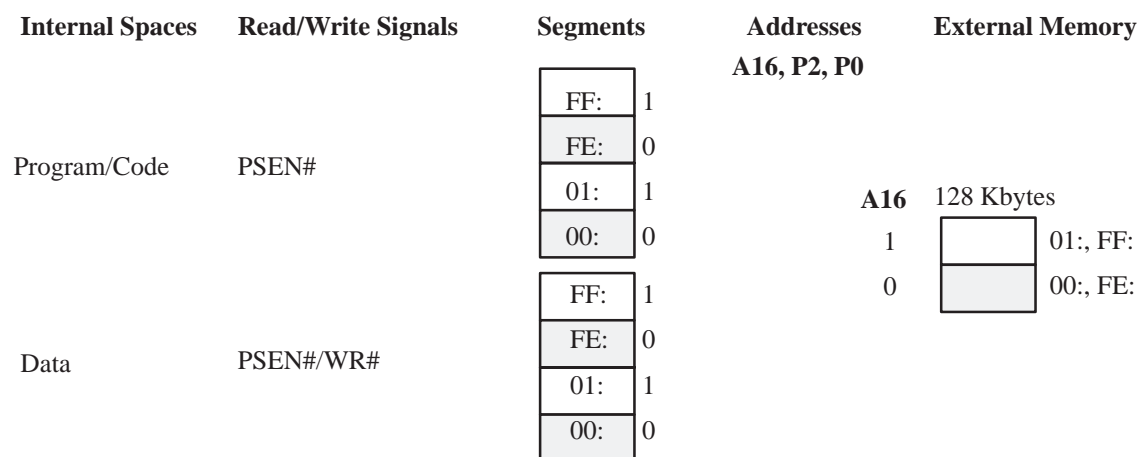 Internal Spaces Read/Write Signals Segments Addresses External Memory
A16, P2, P0
FF: 1
FE: 0
Program/Code PSEN#
01: 1
A16 128 Kbytes
00: 0
1 01:, FF:
0 00:, FE:
FF: 1
FE: 0
Data PSEN#/WR#
01: 1
00: 0